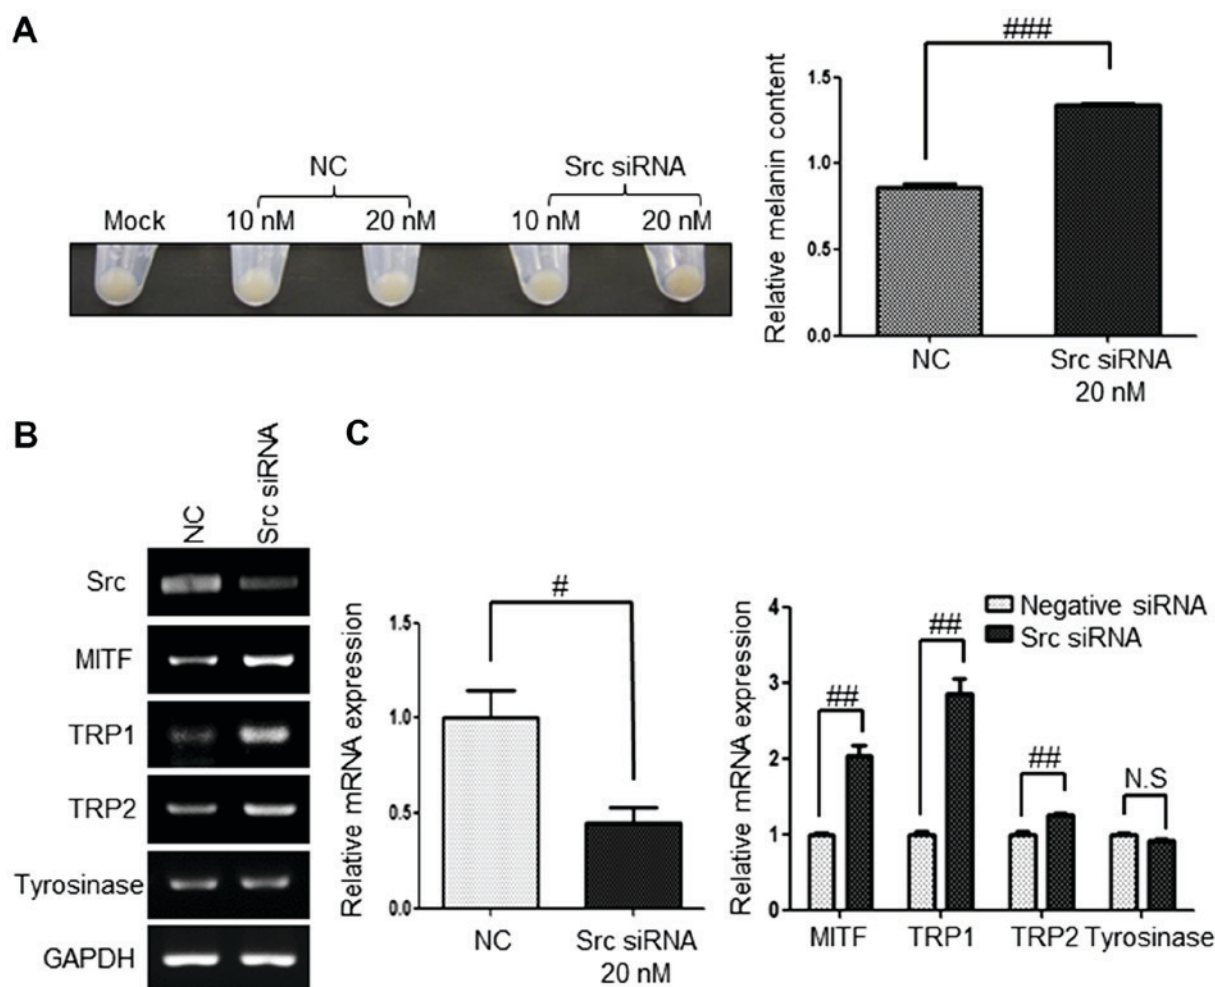 A
NC
Src siRNA
Mock
10 nM
20 nM
10 nM
20 nM
###
Relative melanin content
1.5
1.0
0.5
0.0
NC
Src siRNA
20 nM
B
NC
Src siRNA
Src
MITF
TRP1
TRP2
Tyrosinase
GAPDH
C
#
Relative mRNA expression
1.5
1.0
0.5
0.0
NC
Src siRNA
20 nM
Negative siRNA
Src siRNA
Relative mRNA expression
4
3
2
1
0
##
##
##
N.S
MITF
TRP1
TRP2
Tyrosinase